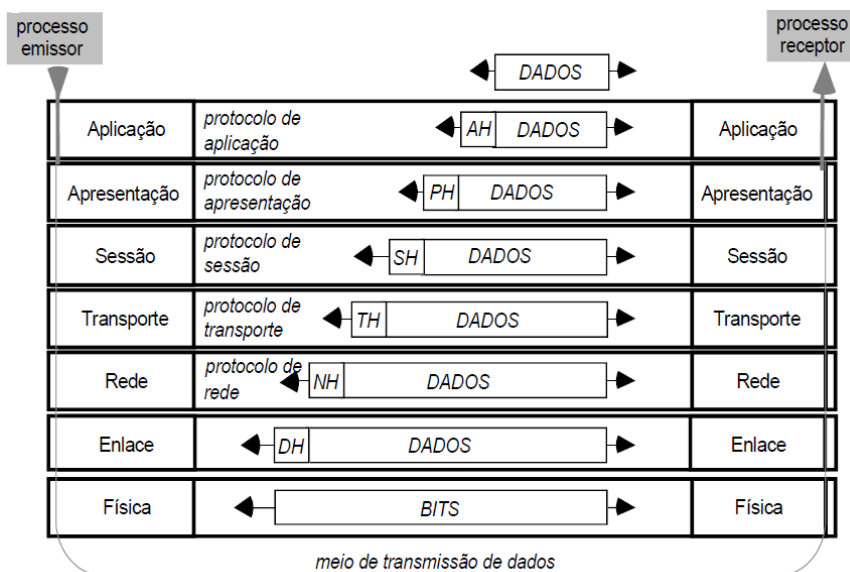 processo
emissor
processo
receptor
DADOS
Aplicação
protocolo de
aplicação
AH
DADOS
Aplicação
Apresentação
protocolo de
apresentação
PH
DADOS
Apresentação
Sessão
protocolo de
sessão
SH
DADOS
Sessão
Transporte
protocolo de
transporte
TH
DADOS
Transporte
Rede
protocolo de
rede
NH
DADOS
Rede
Enlace
DH
DADOS
Enlace
Física
BITS
Física
meio de transmissão de dados